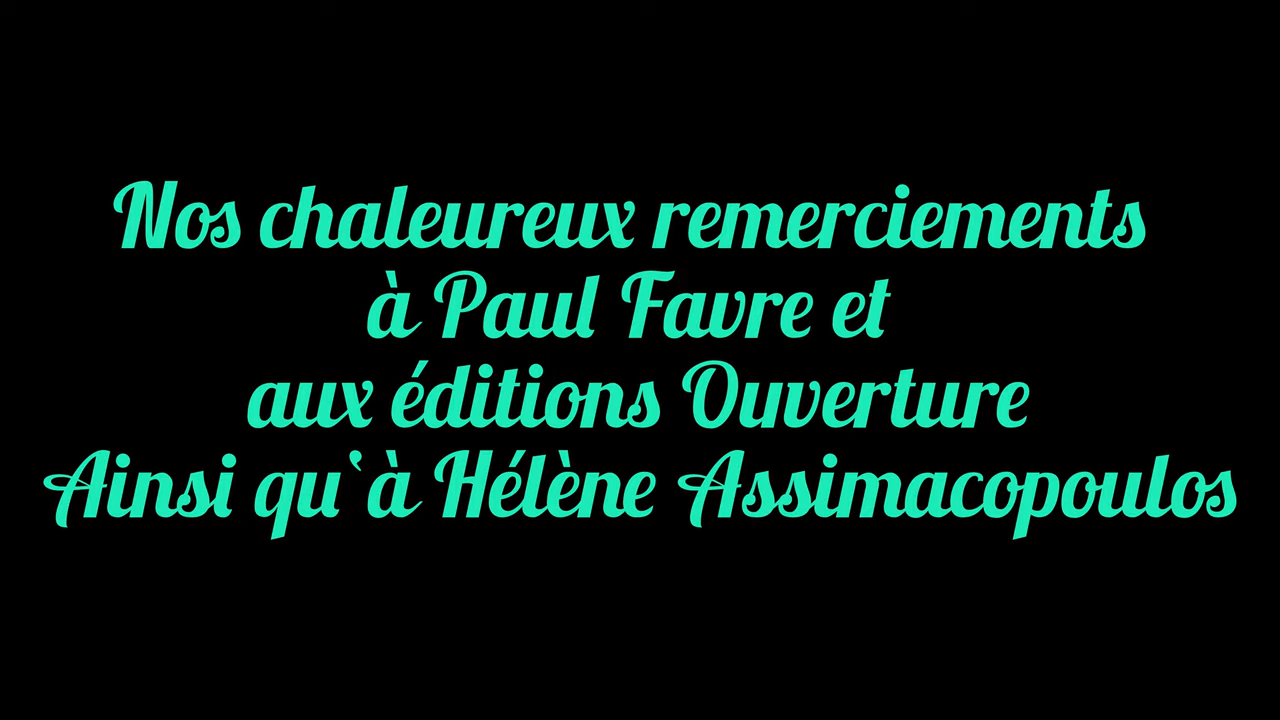 Nos chaleureux remerciements
à Paul Favre et
aux éditions Ouverture
Ainsi qu‛à Hélène Assimacopoulos